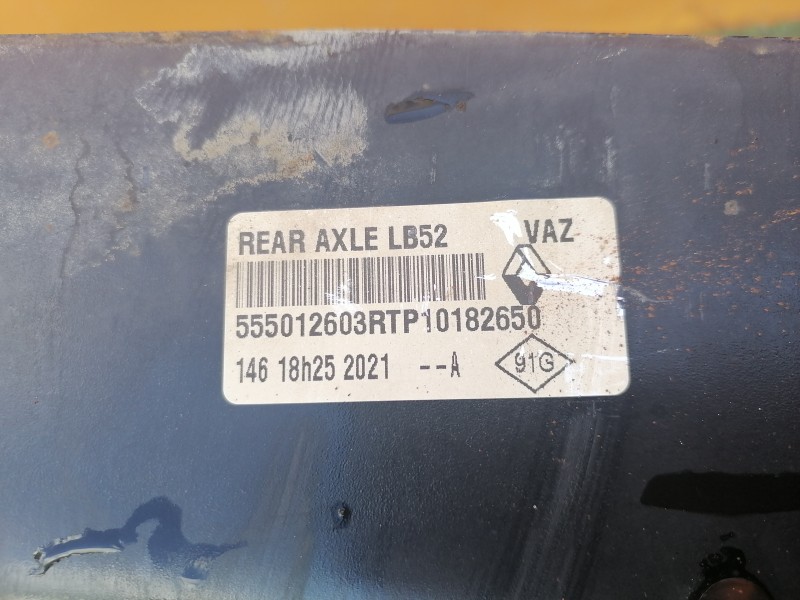 REAR AXLE LB52 VAZ
555012603RTP10182650
146 18h25 2021 --A 91G